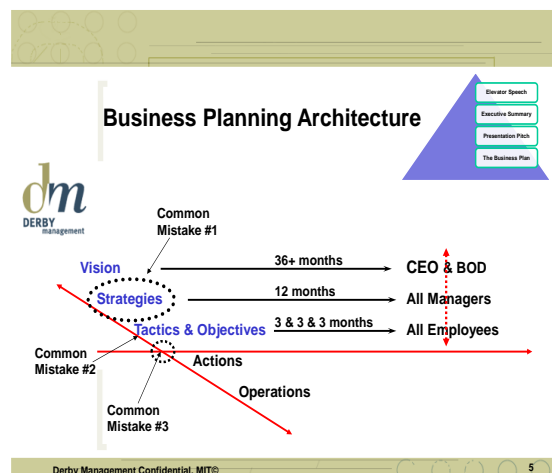 Elevator Speech
Executive Summary
Business Planning Architecture
Presentation Pitch
The Business Plan
dm
DERBY
management
Common
Mistake #1
Vision
36+ months
CEO & BOD
Strategies
12 months
All Managers
Tactics & Objectives
3 & 3 & 3 months
All Employees
Common
Mistake #2
Actions
Operations
Common
Mistake #3
Derby Management Confidential, MIT©
5